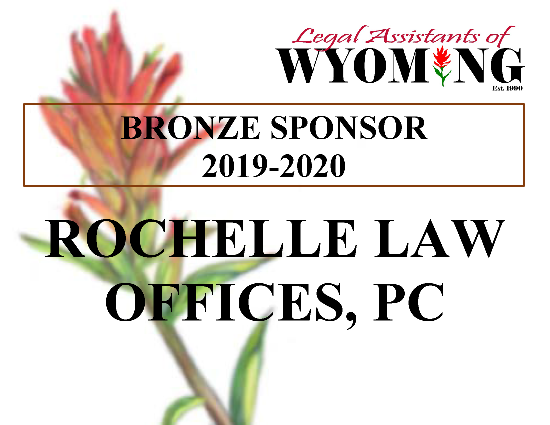 Legal Assistants of
WYOMING
Est. 1990
BRONZE SPONSOR
2019-2020
ROCHELLE LAW
OFFICES, PC